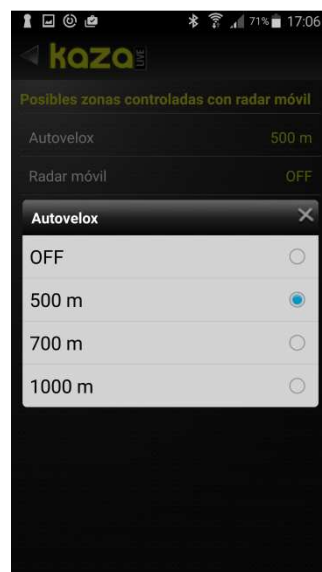 71% 17:06
kaza LIVE
Posibles zonas controladas con radar móvil
Autovelox 500 m
Radar móvil OFF
Autovelox
OFF
500 m
700 m
1000 m